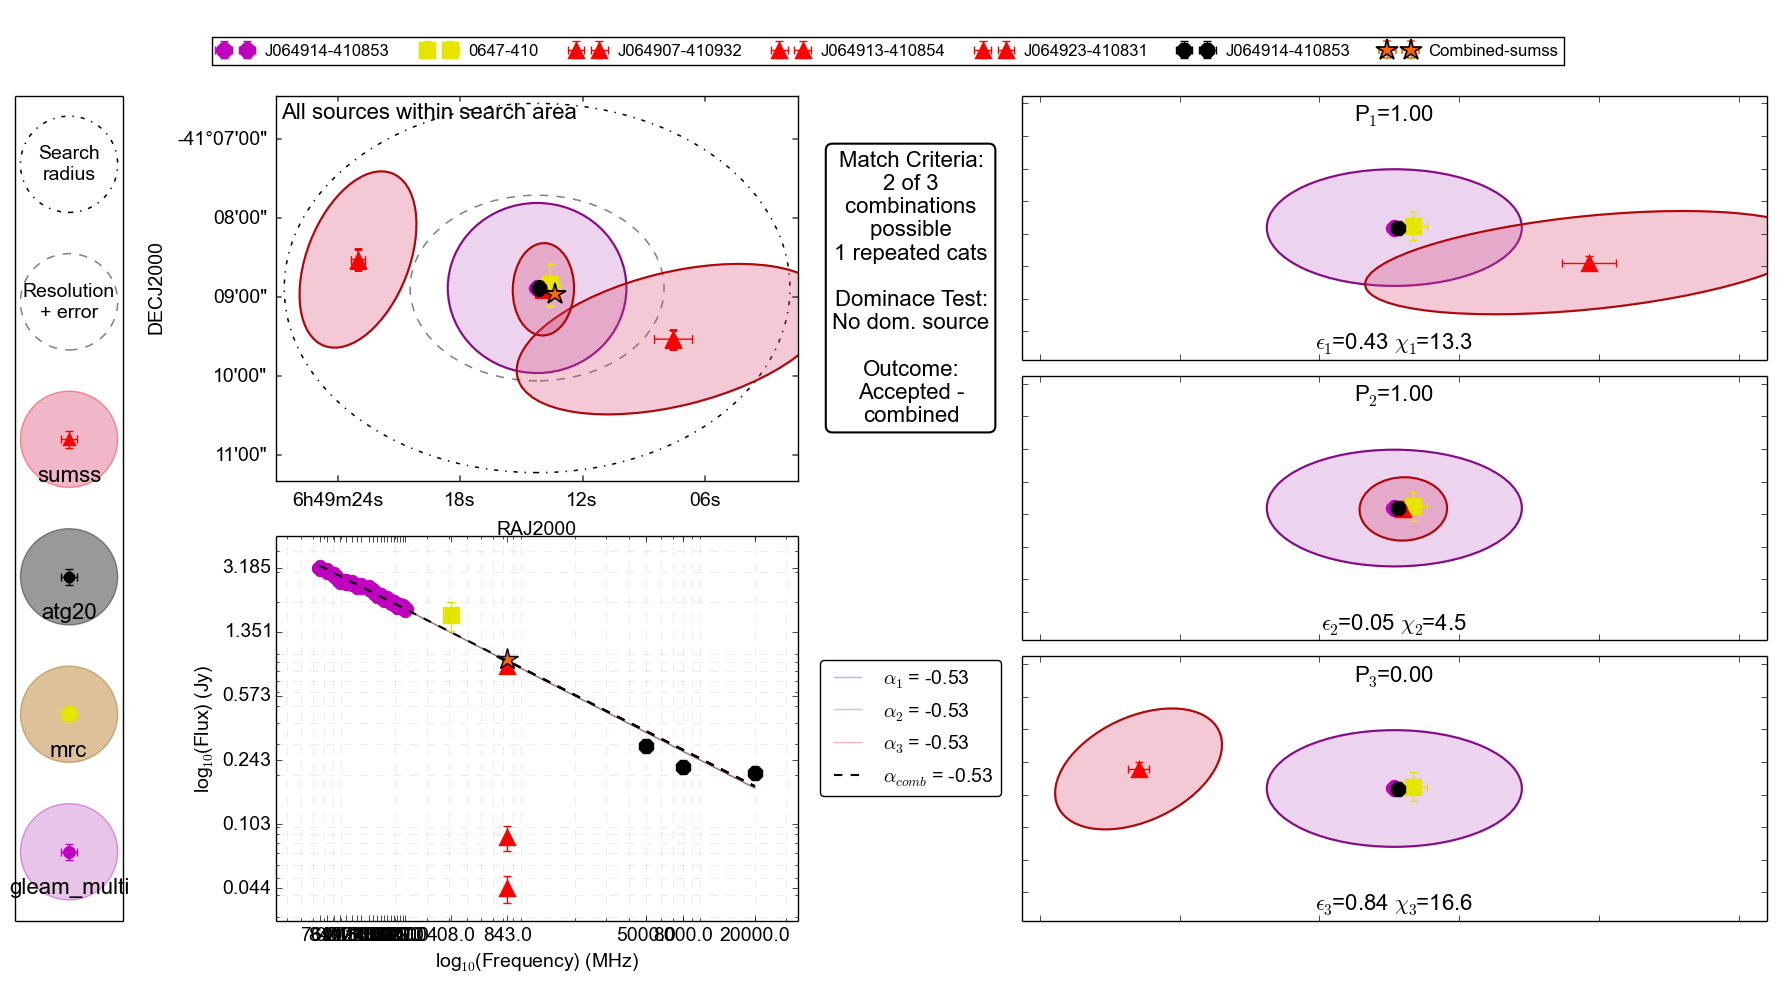 J064914-410853 0647-410 J064907-410932 J064913-410854 J064923-410831 J064914-410853 Combined-sumss
Search
radius
Resolution
+ error
sumss
atg20
mrc
gleam_multi
All sources within search area
DECJ2000
-41°07'00"
08'00"
09'00"
10'00"
11'00"
6h49m24s 18s 12s 06s
RAJ2000
Match Criteria:
2 of 3
combinations
possible
1 repeated cats
Dominace Test:
No dom. source
Outcome:
Accepted -
combined
log10(Flux) (Jy)
3.185
1.351
0.573
0.243
0.103
0.044
408.0 843.0 5000.0 8000.0 20000.0
log10(Frequency) (MHz)
α1 = -0.53
α2 = -0.53
α3 = -0.53
αcomb = -0.53
P1=1.00
ϵ1=0.43 χ1=13.3
P2=1.00
ϵ2=0.05 χ2=4.5
P3=0.00
ϵ3=0.84 χ3=16.6